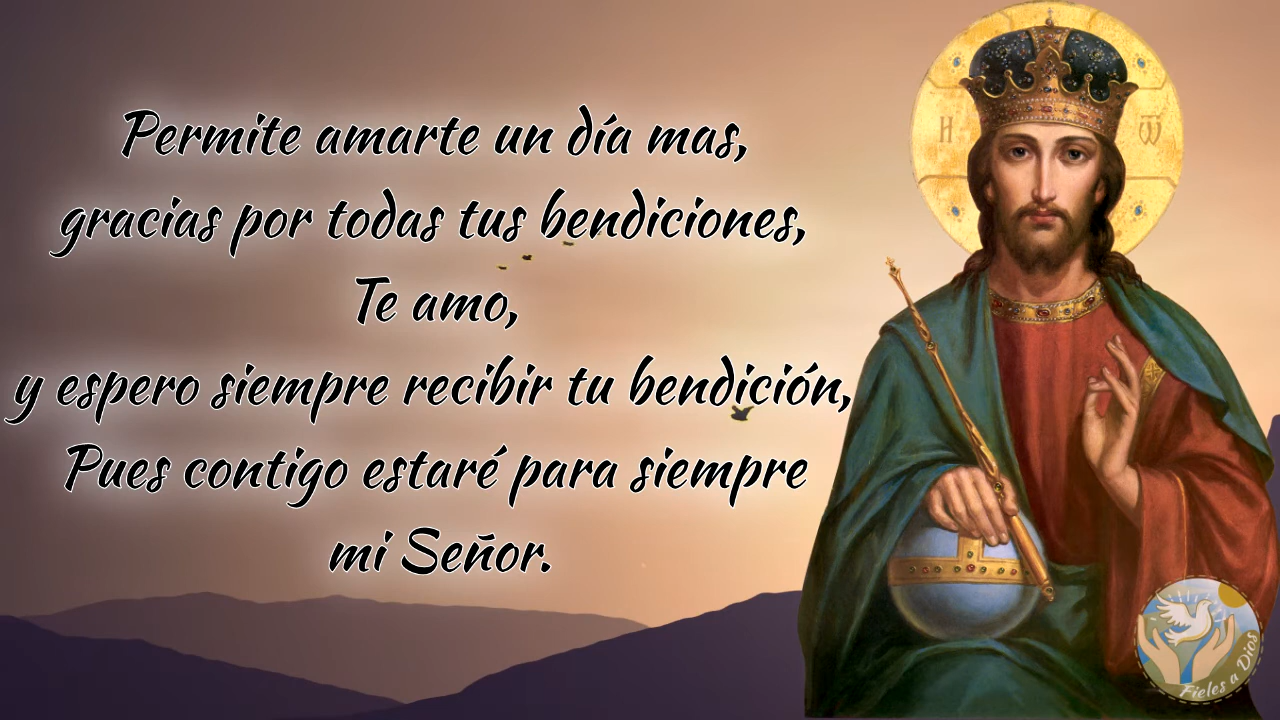 Permite amarte un día mas,
gracias por todas tus bendiciones,
Te amo,
y espero siempre recibir tu bendición,
Pues contigo estaré para siempre
mi Señor.
Fieles a Dios